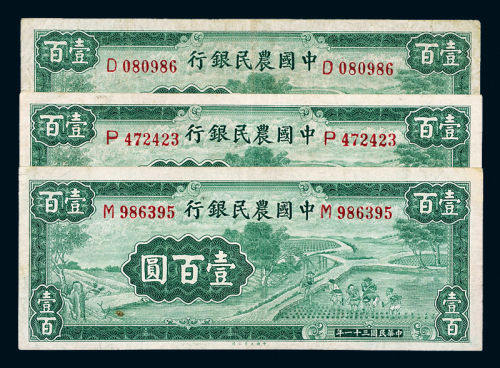 壹百 中國農民銀行 壹百
D 080986 D 080986
壹百 中國農民銀行 壹百
P 472423 P 472423
壹百 中國農民銀行 壹百
M 986395 M 986395
壹百圓
壹百 壹百
中華民國三十一年